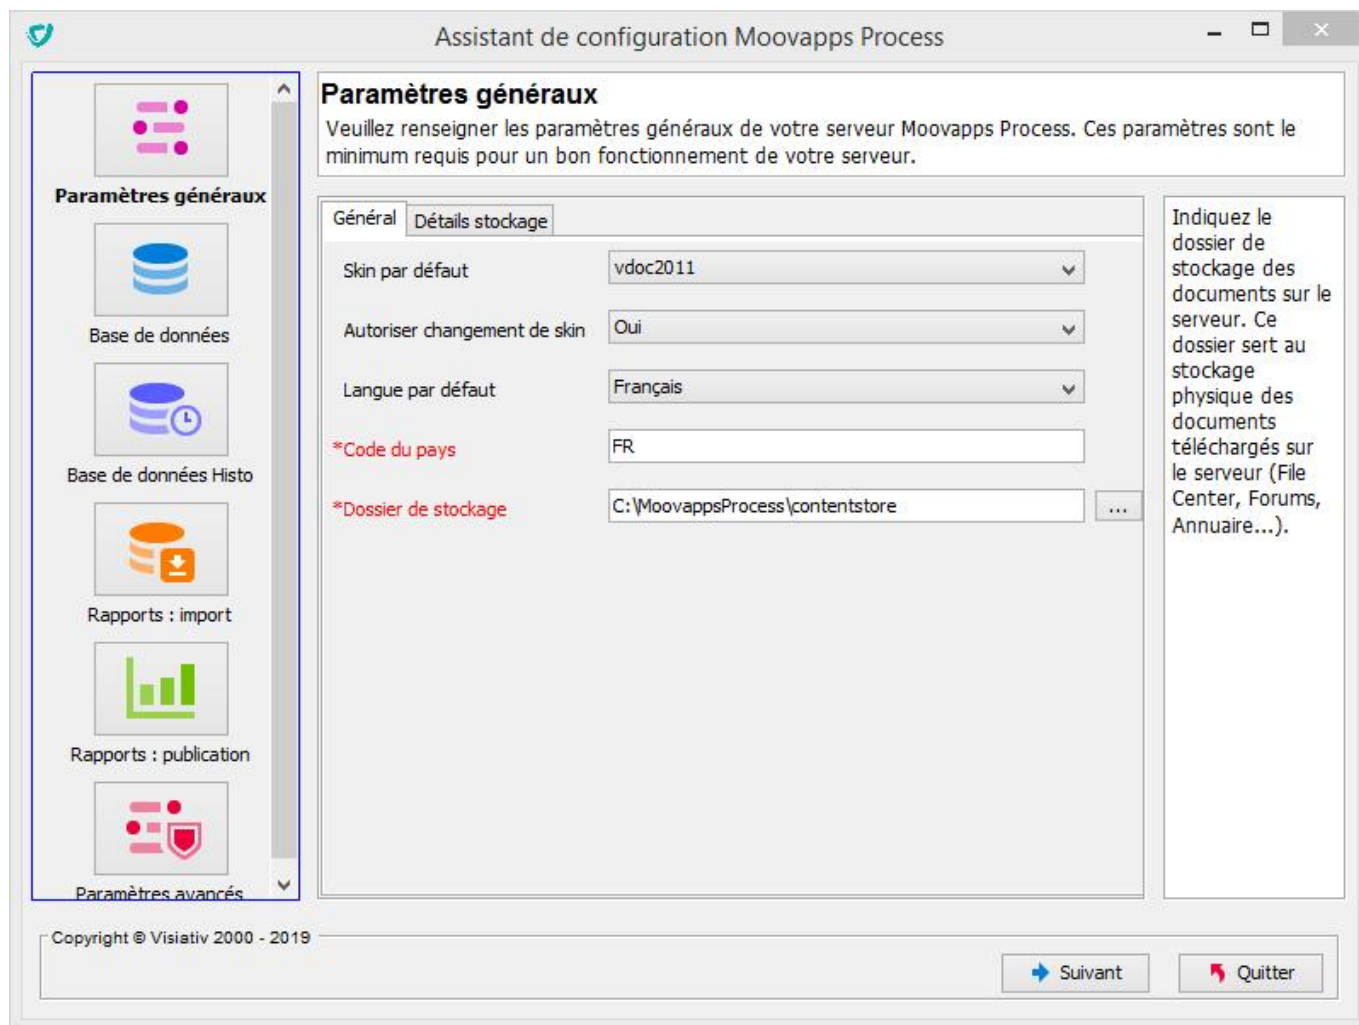 Assistant de configuration Moovapps Process
Paramètres généraux
Base de données
Base de données Histo
Rapports : import
Rapports : publication
Paramètres avancés
Paramètres généraux
Veuillez renseigner les paramètres généraux de votre serveur Moovapps Process. Ces paramètres sont le
minimum requis pour un bon fonctionnement de votre serveur.
Général
Détails stockage
Skin par défaut
vdoc2011
Autoriser changement de skin
Oui
Langue par défaut
Français
*Code du pays
FR
*Dossier de stockage
C:\MoovappsProcess\contentstore
...
Indiquez le
dossier de
stockage des
documents sur le
serveur. Ce
dossier sert au
stockage
physique des
documents
téléchargés sur
le serveur (File
Center, Forums,
Annuaire...).
Copyright © Visiativ 2000 - 2019
Suivant
Quitter